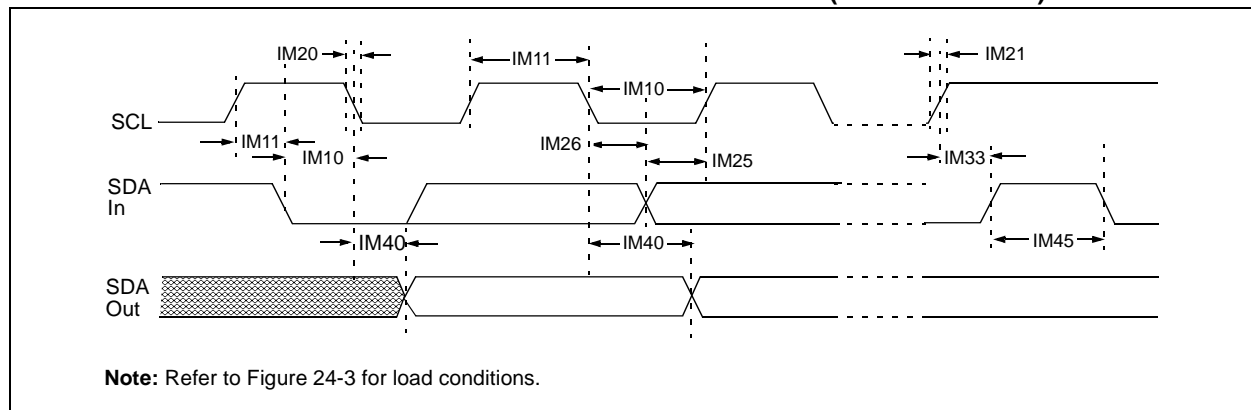 IM20
IM11
IM21
IM10
SCL
IM11
IM26
IM10
IM25
IM33
SDA
In
IM40
IM40
IM45
SDA
Out
Note: Refer to Figure 24-3 for load conditions.